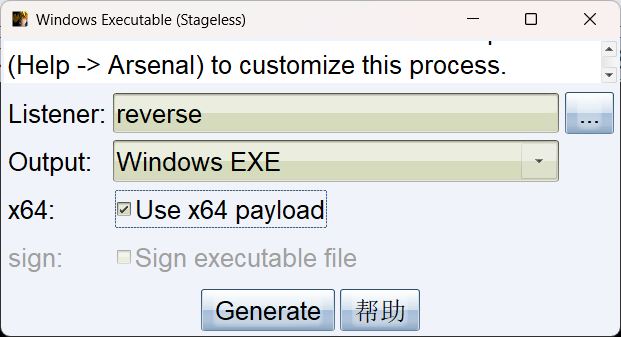 Windows Executable (Stageless)
(Help -> Arsenal) to customize this process.
Listener: reverse ...
Output: Windows EXE
x64: Use x64 payload
sign: Sign executable file
Generate 帮助